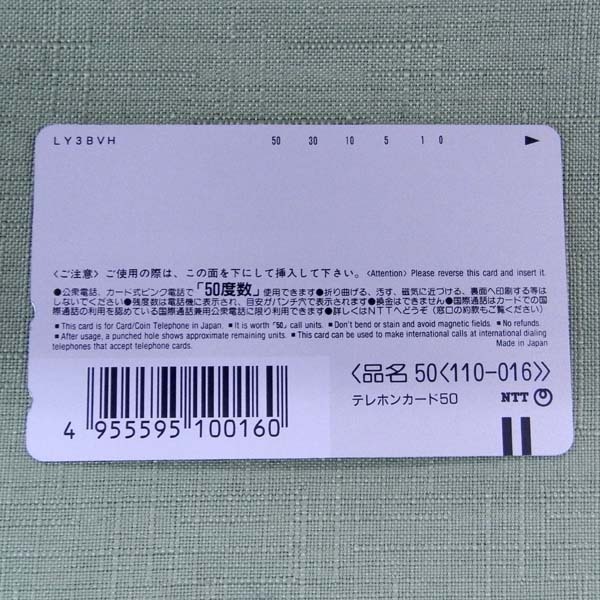 LY3BVH 50 30 10 5 1 0
〈ご注意〉ご使用の際は、この面を下にして挿入して下さい。〈Attention〉Please reverse this card and insert it.
●公衆電話、カード式ピンク電話で「50度数」使用できます●折り曲げる、汚す、磁気に近づける、裏面へ印刷する等は
しないでください●残度数は電話機に表示され、目安がパンチ穴で表示されます●換金はできません●国際通話はカードでの国
際通話の利用を認めている国際通話兼用公衆電話に限り利用できます●詳しくはNTTへどうぞ(窓口の約款もご覧ください)
■This card is for Card/Coin Telephone in Japan. ■It is worth "50" call units. ■Don't bend or stain and avoid magnetic fields. ■No refunds.
■After usage, a punched hole shows approximate remaining units. ■This card can be used to make international calls at international dialing
telephones that accept telephone cards. Made in Japan
〈品名 50〈110-016〉〉
テレホンカード50 NTT
4 955595 100160